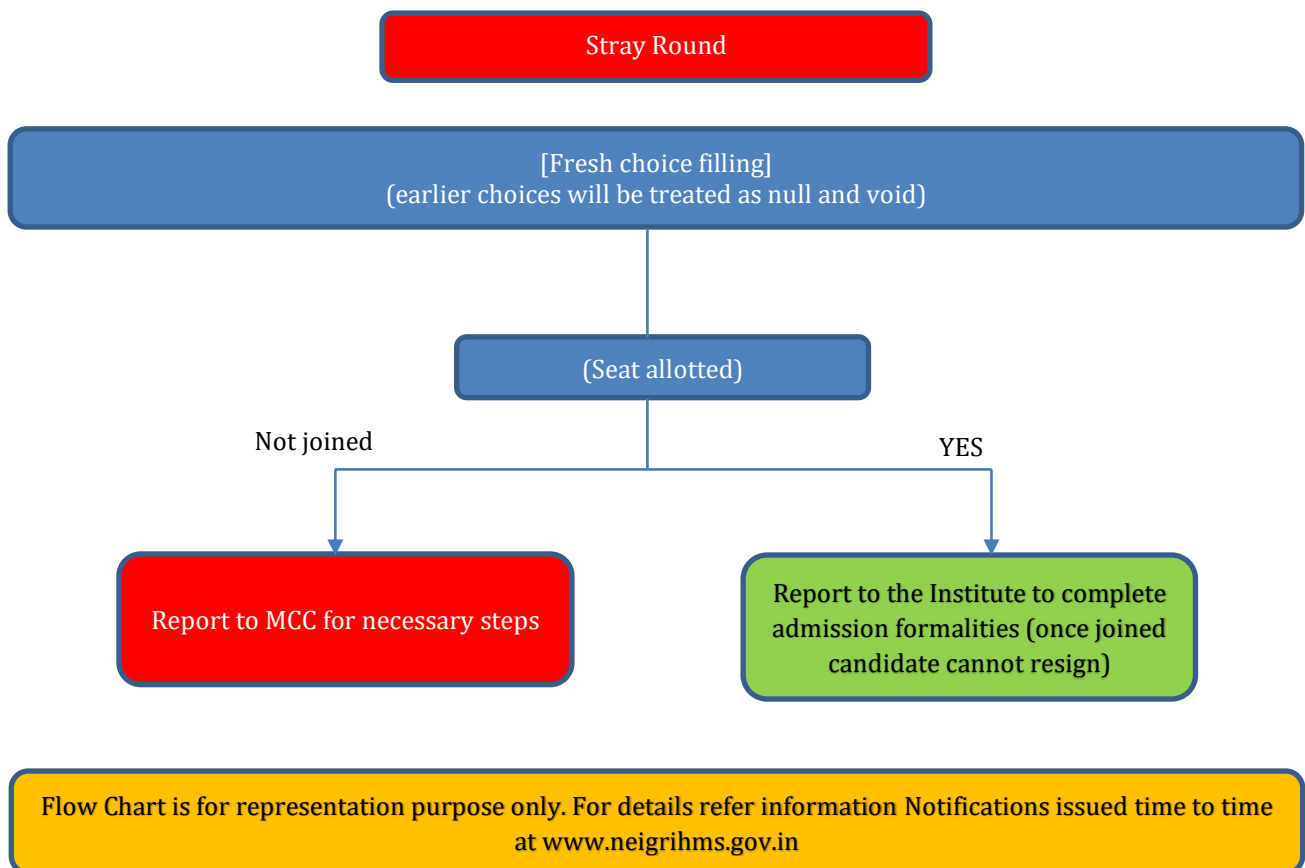 Stray Round
[Fresh choice filling]
(earlier choices will be treated as null and void)
(Seat allotted)
Not joined
YES
Report to MCC for necessary steps
Report to the Institute to complete
admission formalities (once joined
candidate cannot resign)
Flow Chart is for representation purpose only. For details refer information Notifications issued time to time
at www.neigrihms.gov.in